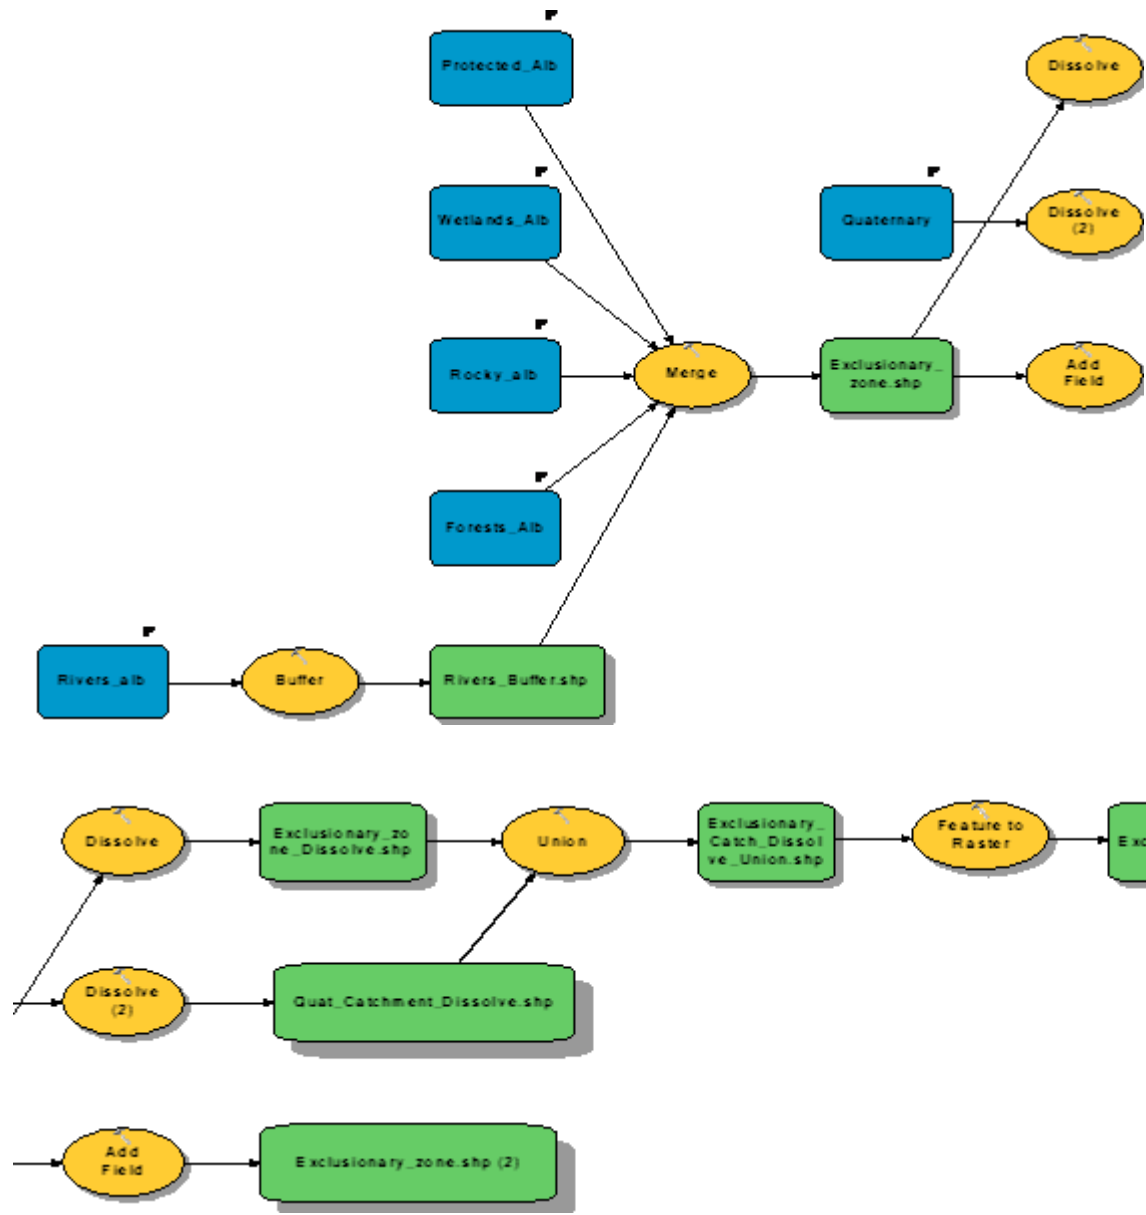 Protected_Alb
Dissolve
Wetlands_Alb
Quaternary
Dissolve
(2)
Rocky_alb
Merge
Exclusionary_
zone.shp
Add
Field
Forests_Alb
Rivers_alb
Buffer
Rivers_Buffer.shp
Dissolve
Exclusionary_zo
ne_Dissolve.shp
Union
Exclusionary_
Catch_Dissol
ve_Union.shp
Feature to
Raster
Exc
Dissolve
(2)
Quat_Catchment_Dissolve.shp
Add
Field
Exclusionary_zone.shp (2)